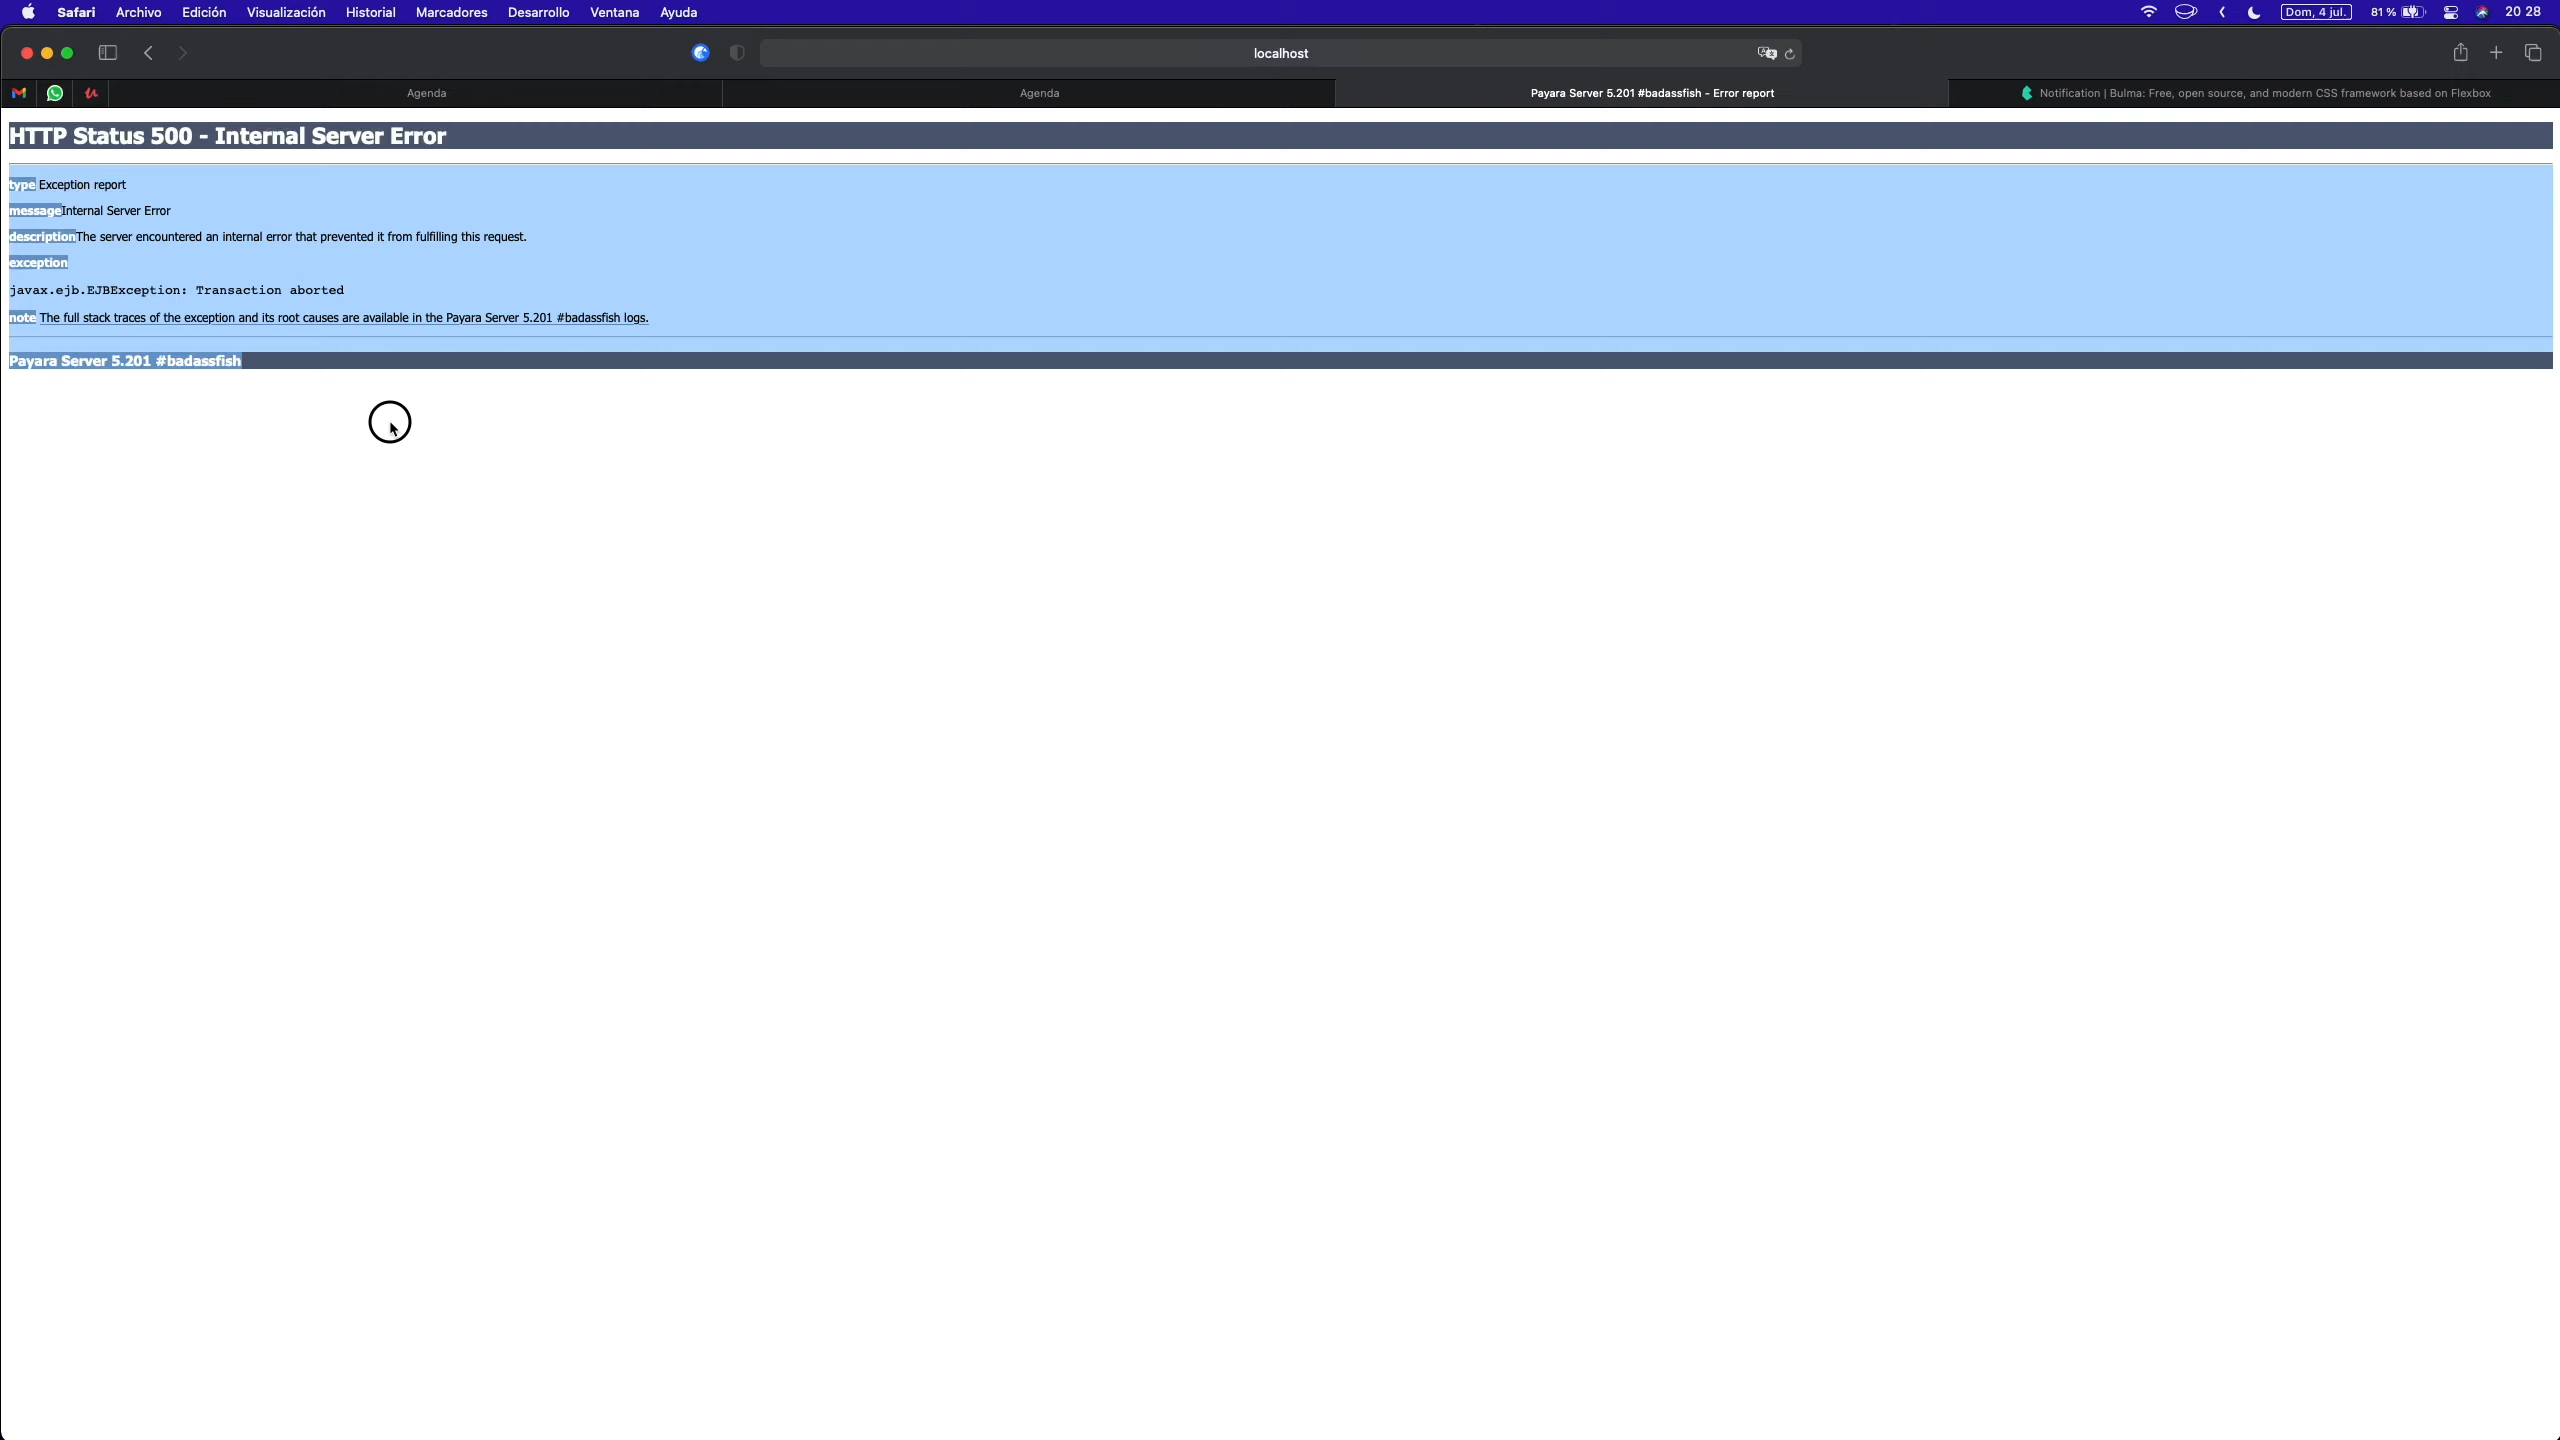 Safari Archivo Edición Visualización Historial Marcadores Desarrollo Ventana Ayuda Dom, 4 jul. 81 % 20 28
localhost
Agenda Agenda Payara Server 5.201 #badassfish - Error report Notification | Bulma: Free, open source, and modern CSS framework based on Flexbox
HTTP Status 500 - Internal Server Error
type Exception report
messageInternal Server Error
descriptionThe server encountered an internal error that prevented it from fulfilling this request.
exception
javax.ejb.EJBException: Transaction aborted
note The full stack traces of the exception and its root causes are available in the Payara Server 5.201 #badassfish logs.
Payara Server 5.201 #badassfish